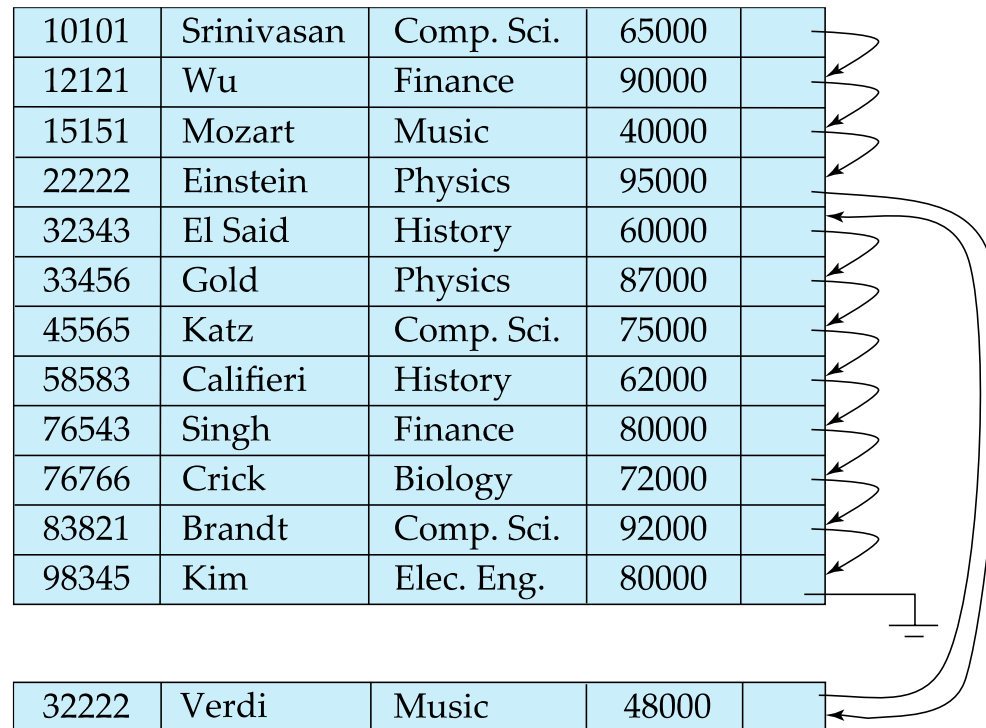 10101 Srinivasan Comp. Sci. 65000
12121 Wu Finance 90000
15151 Mozart Music 40000
22222 Einstein Physics 95000
32343 El Said History 60000
33456 Gold Physics 87000
45565 Katz Comp. Sci. 75000
58583 Califieri History 62000
76543 Singh Finance 80000
76766 Crick Biology 72000
83821 Brandt Comp. Sci. 92000
98345 Kim Elec. Eng. 80000
32222 Verdi Music 48000